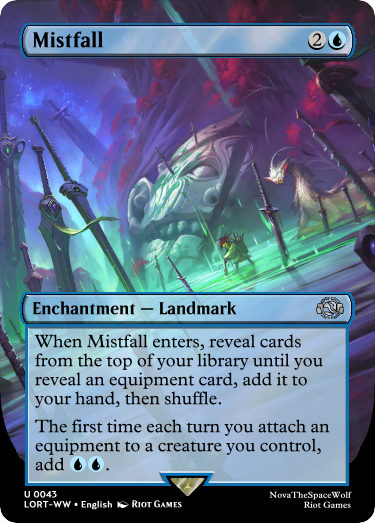 Mistfall 2
Enchantment — Landmark
When Mistfall enters, reveal cards
from the top of your library until you
reveal an equipment card, add it to
your hand, then shuffle.
The first time each turn you attach an
equipment to a creature you control,
add .
U 0043
LORT-WW • English Riot Games
NovaTheSpaceWolf
Riot Games